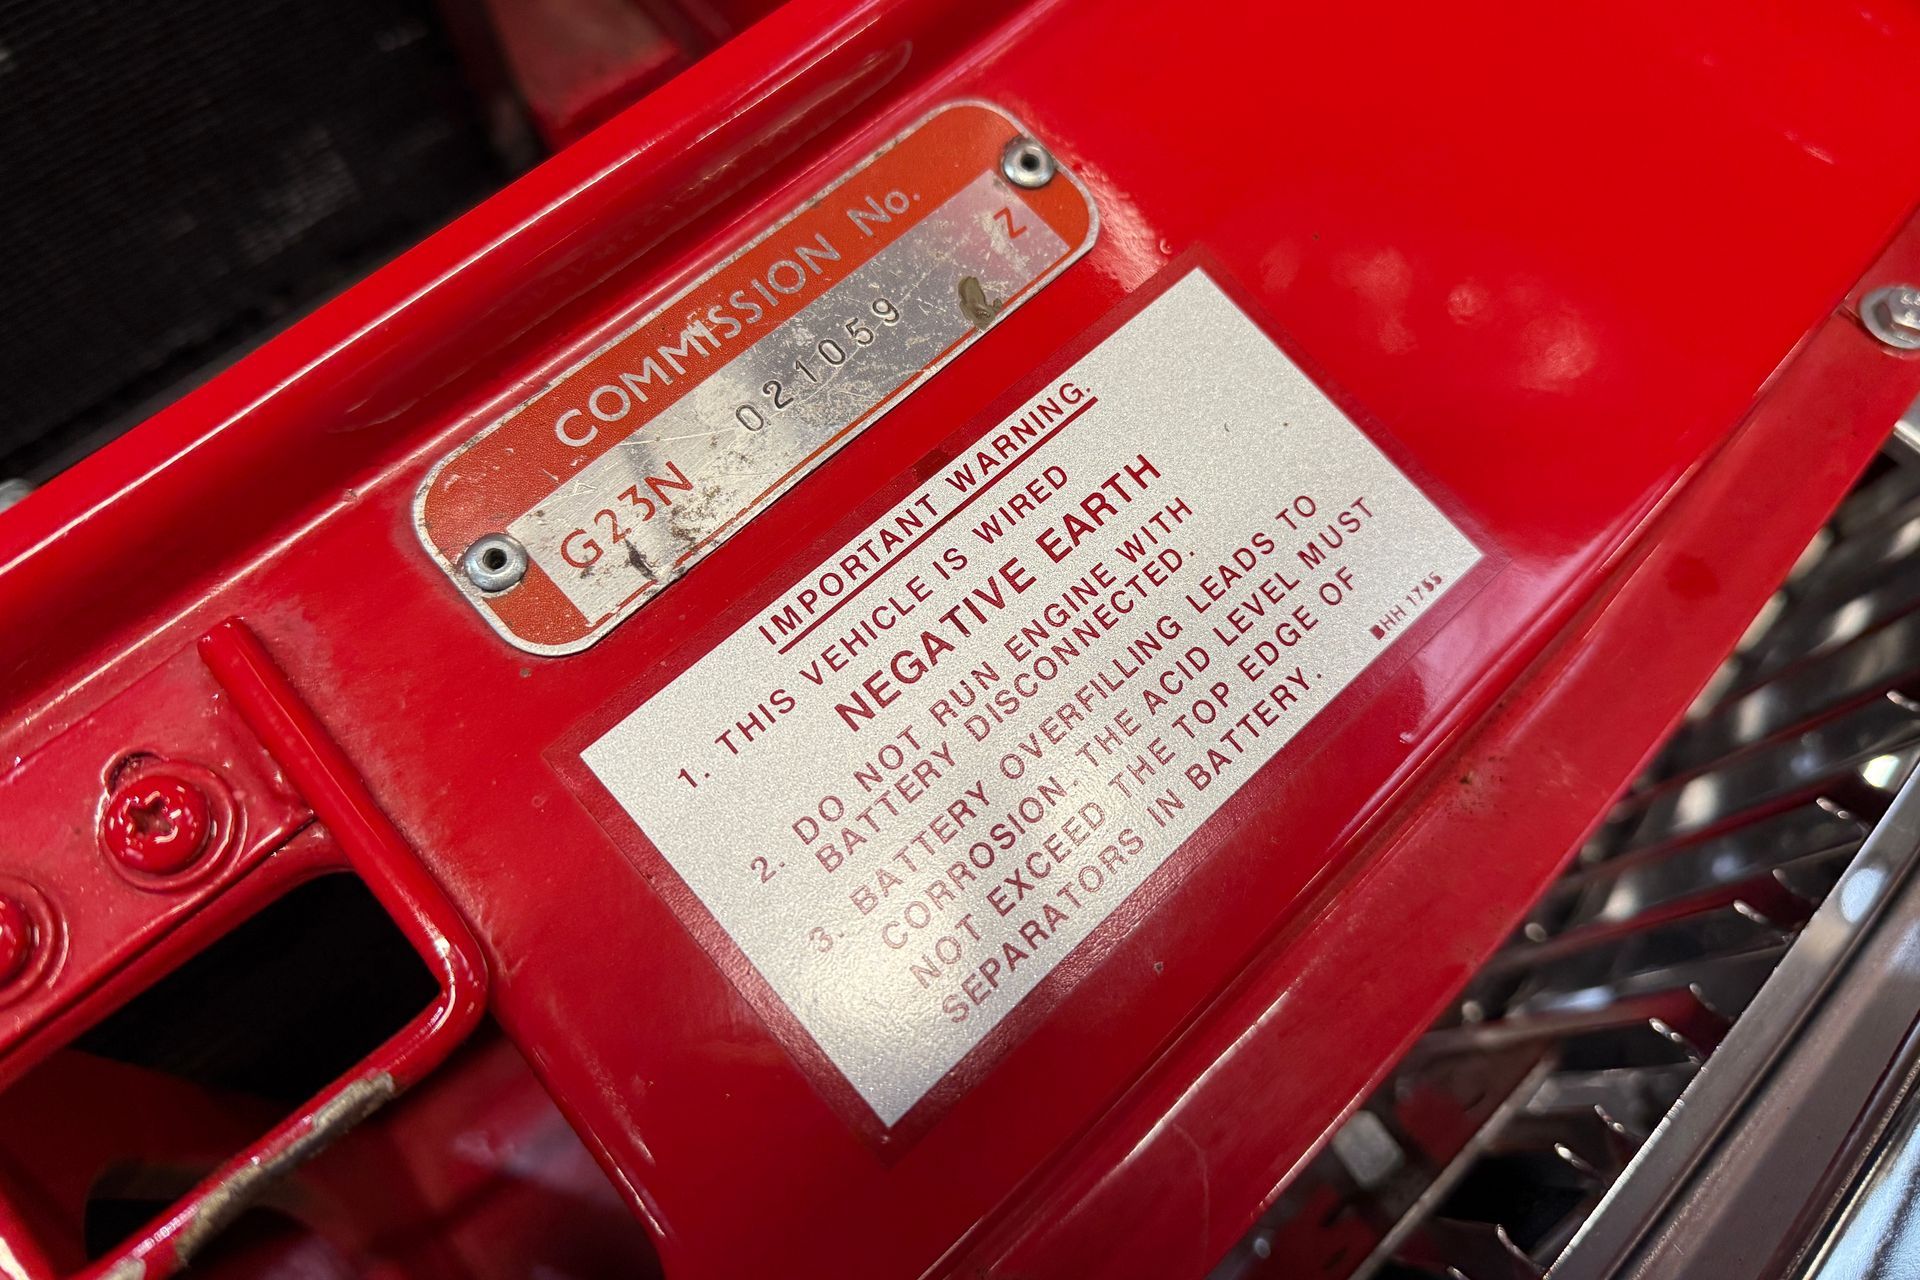 COMMISSION No.
G23N 021059 Z
IMPORTANT WARNING.
1. THIS VEHICLE IS WIRED
NEGATIVE EARTH
2. DO NOT RUN ENGINE WITH
BATTERY DISCONNECTED.
3. BATTERY OVERFILLING LEADS TO
CORROSION. THE ACID LEVEL MUST
NOT EXCEED THE TOP EDGE OF
SEPARATORS IN BATTERY.
BHH 1755